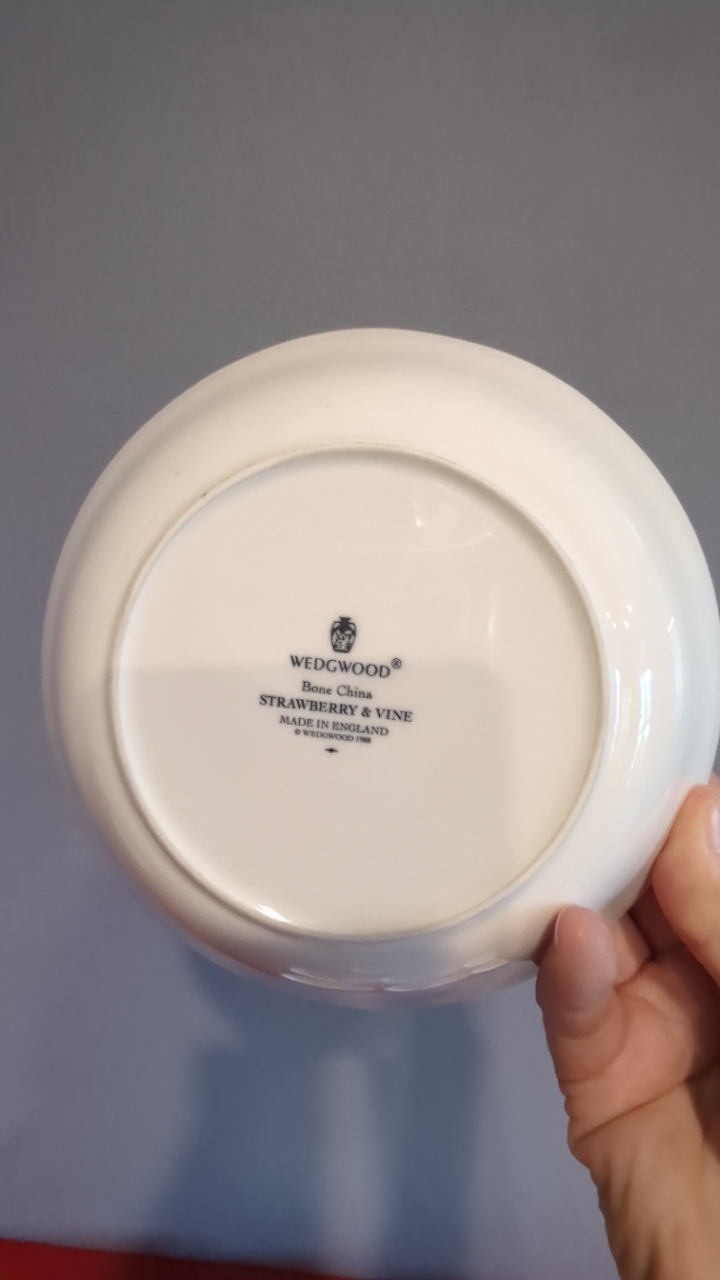 WEDGWOOD®
Bone China
STRAWBERRY & VINE
MADE IN ENGLAND
© WEDGWOOD 1988